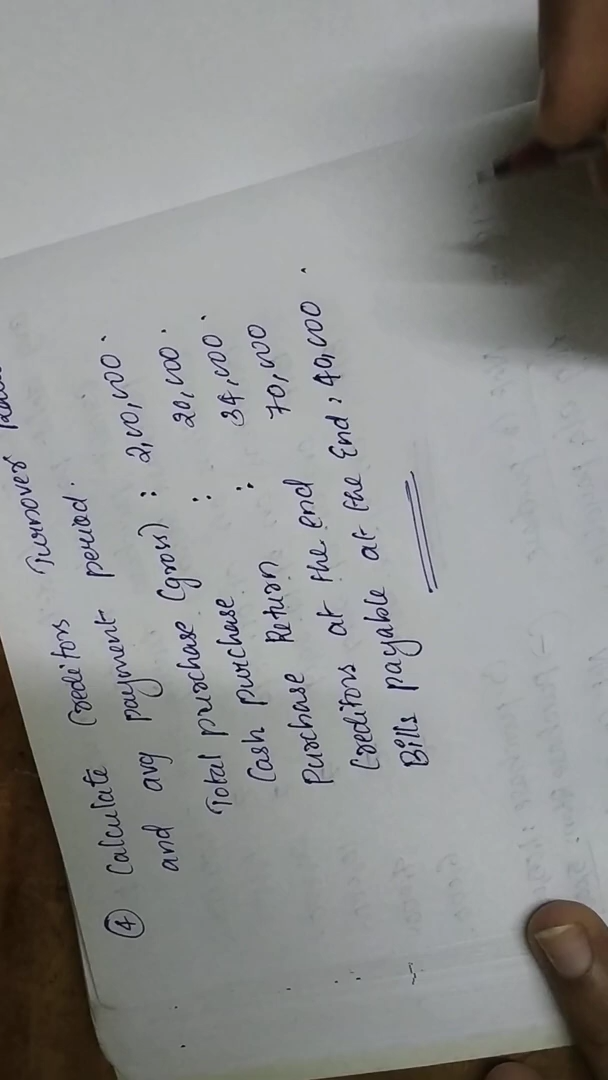 ④ Calculate Creditors Turnover
and avg payment period.
Total purchase (gross) : 2,00,000.
Cash purchase : 20,000.
Purchase Return : 34,000.
Creditors at the end 70,000
Bills payable at the End : 40,000.